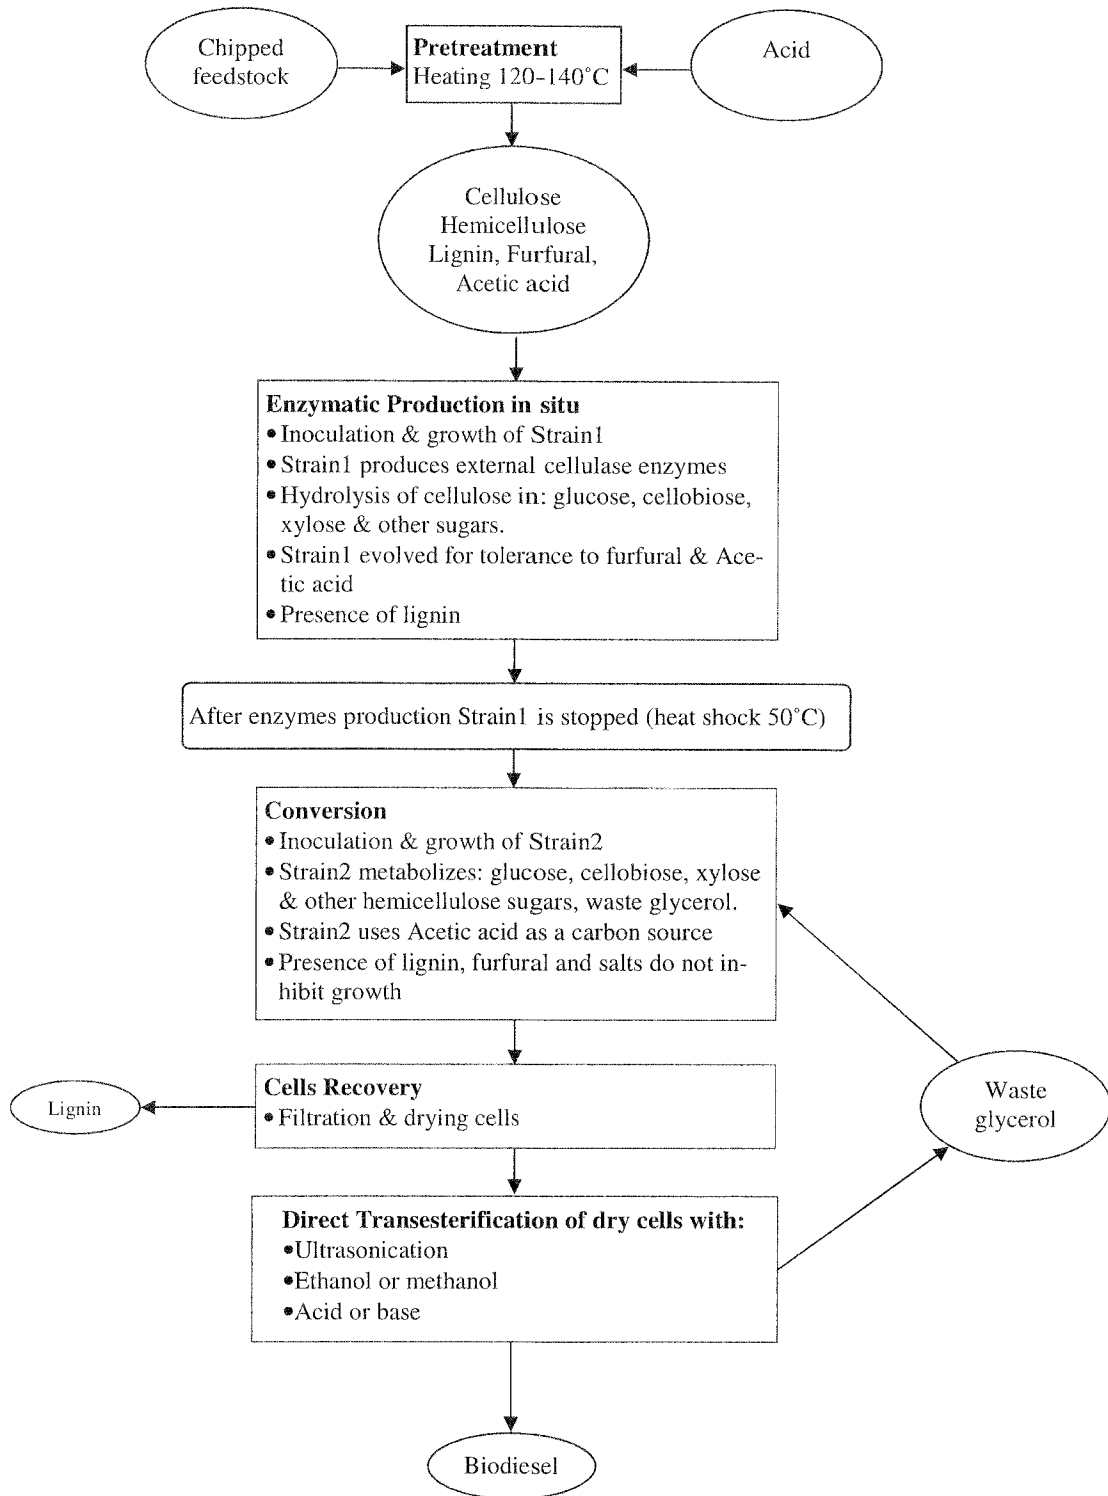 Chipped
feedstock
Pretreatment
Heating 120-140°C
Acid
Cellulose
Hemicellulose
Lignin, Furfural,
Acetic acid
Enzymatic Production in situ
• Inoculation & growth of Strain1
• Strain1 produces external cellulase enzymes
• Hydrolysis of cellulose in: glucose, cellobiose,
xylose & other sugars.
• Strain1 evolved for tolerance to furfural & Ace-
tic acid
• Presence of lignin
After enzymes production Strain1 is stopped (heat shock 50°C)
Conversion
• Inoculation & growth of Strain2
• Strain2 metabolizes: glucose, cellobiose, xylose
& other hemicellulose sugars, waste glycerol.
• Strain2 uses Acetic acid as a carbon source
• Presence of lignin, furfural and salts do not in-
hibit growth
Cells Recovery
• Filtration & drying cells
Lignin
Waste
glycerol
Direct Transesterification of dry cells with:
•Ultrasonication
•Ethanol or methanol
•Acid or base
Biodiesel